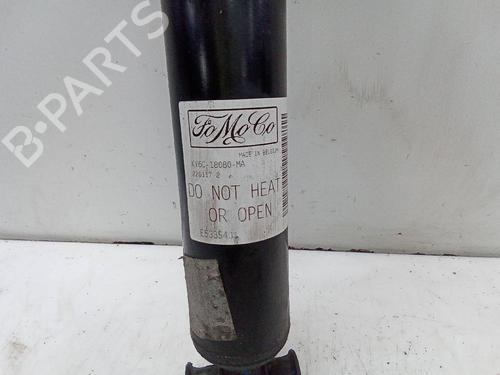 FoMoCo
MADE IN BELGIUM
KV6C-18080-MA
DO NOT HEAT
OR OPEN
B-PARTS